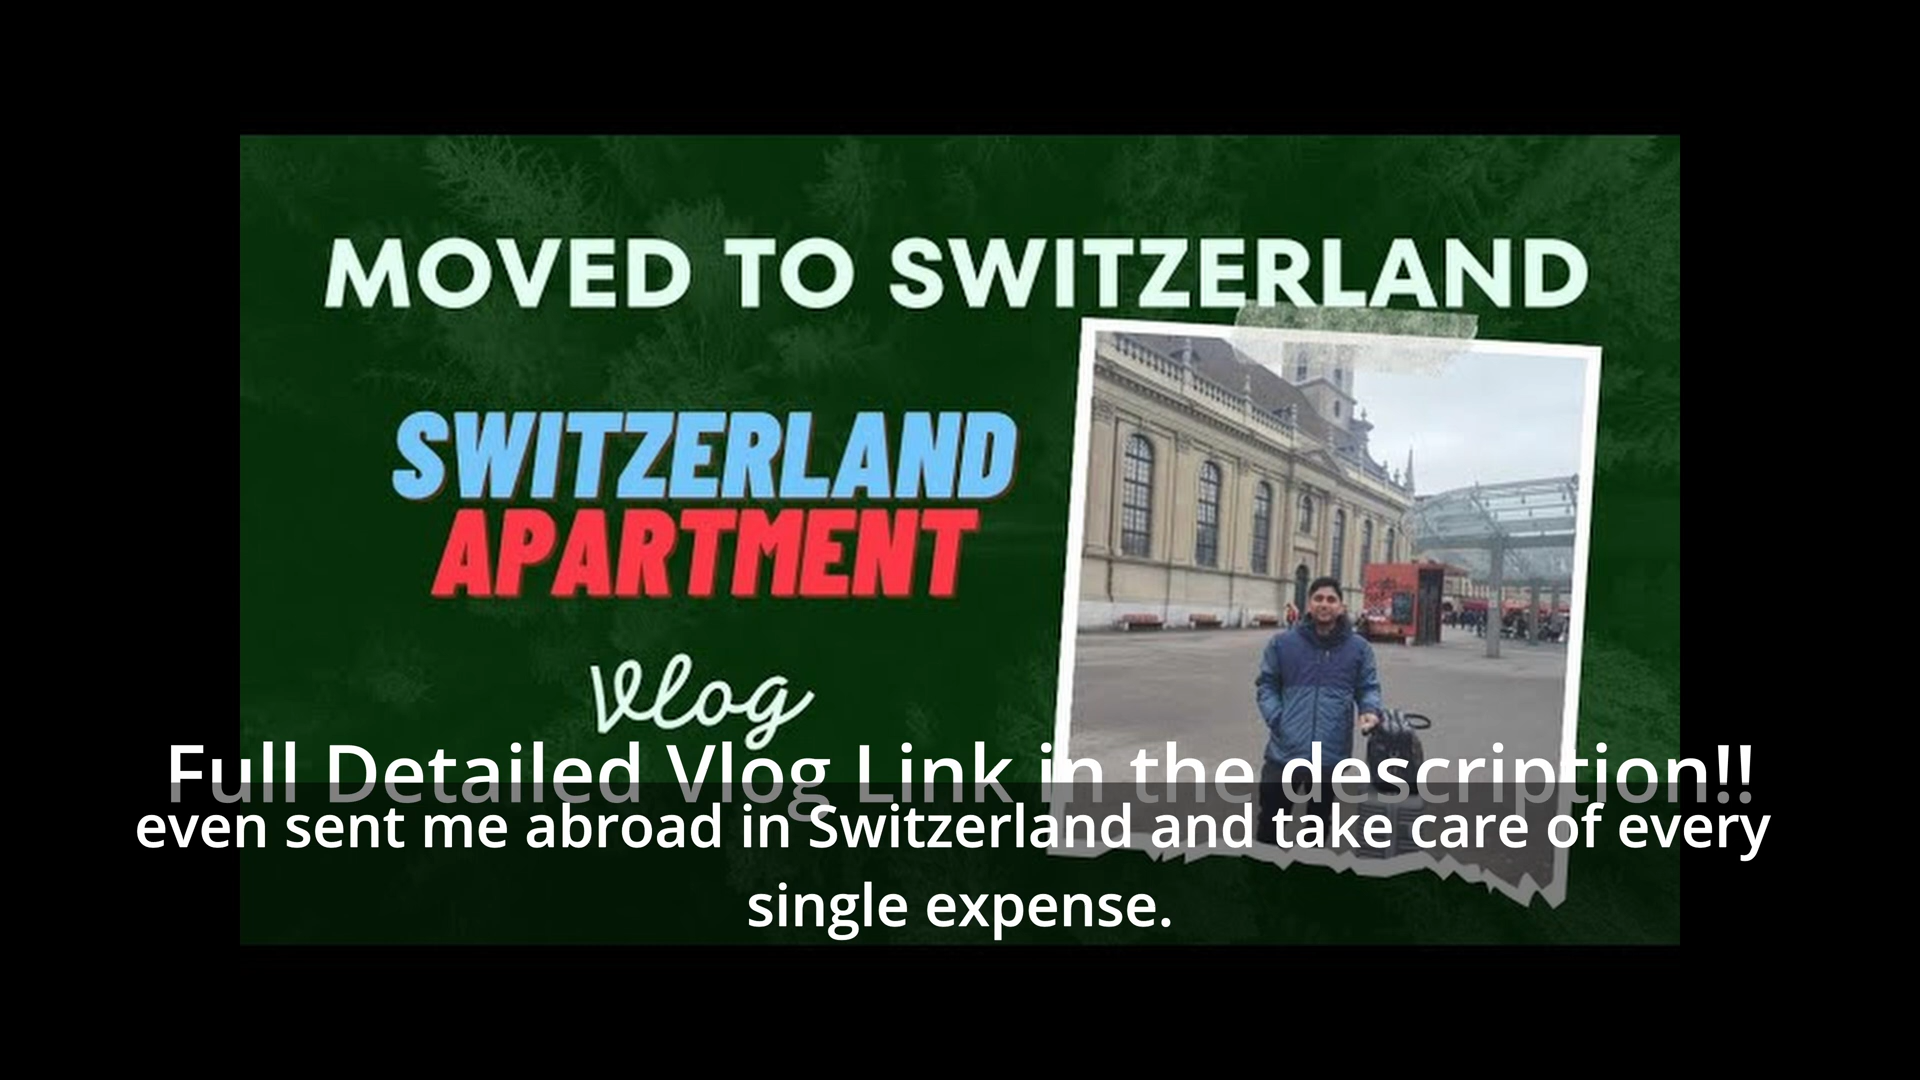 MOVED TO SWITZERLAND
SWITZERLAND
APARTMENT
Vlog
Full Detailed Vlog Link in the description!!
even sent me abroad in Switzerland and take care of every
single expense.